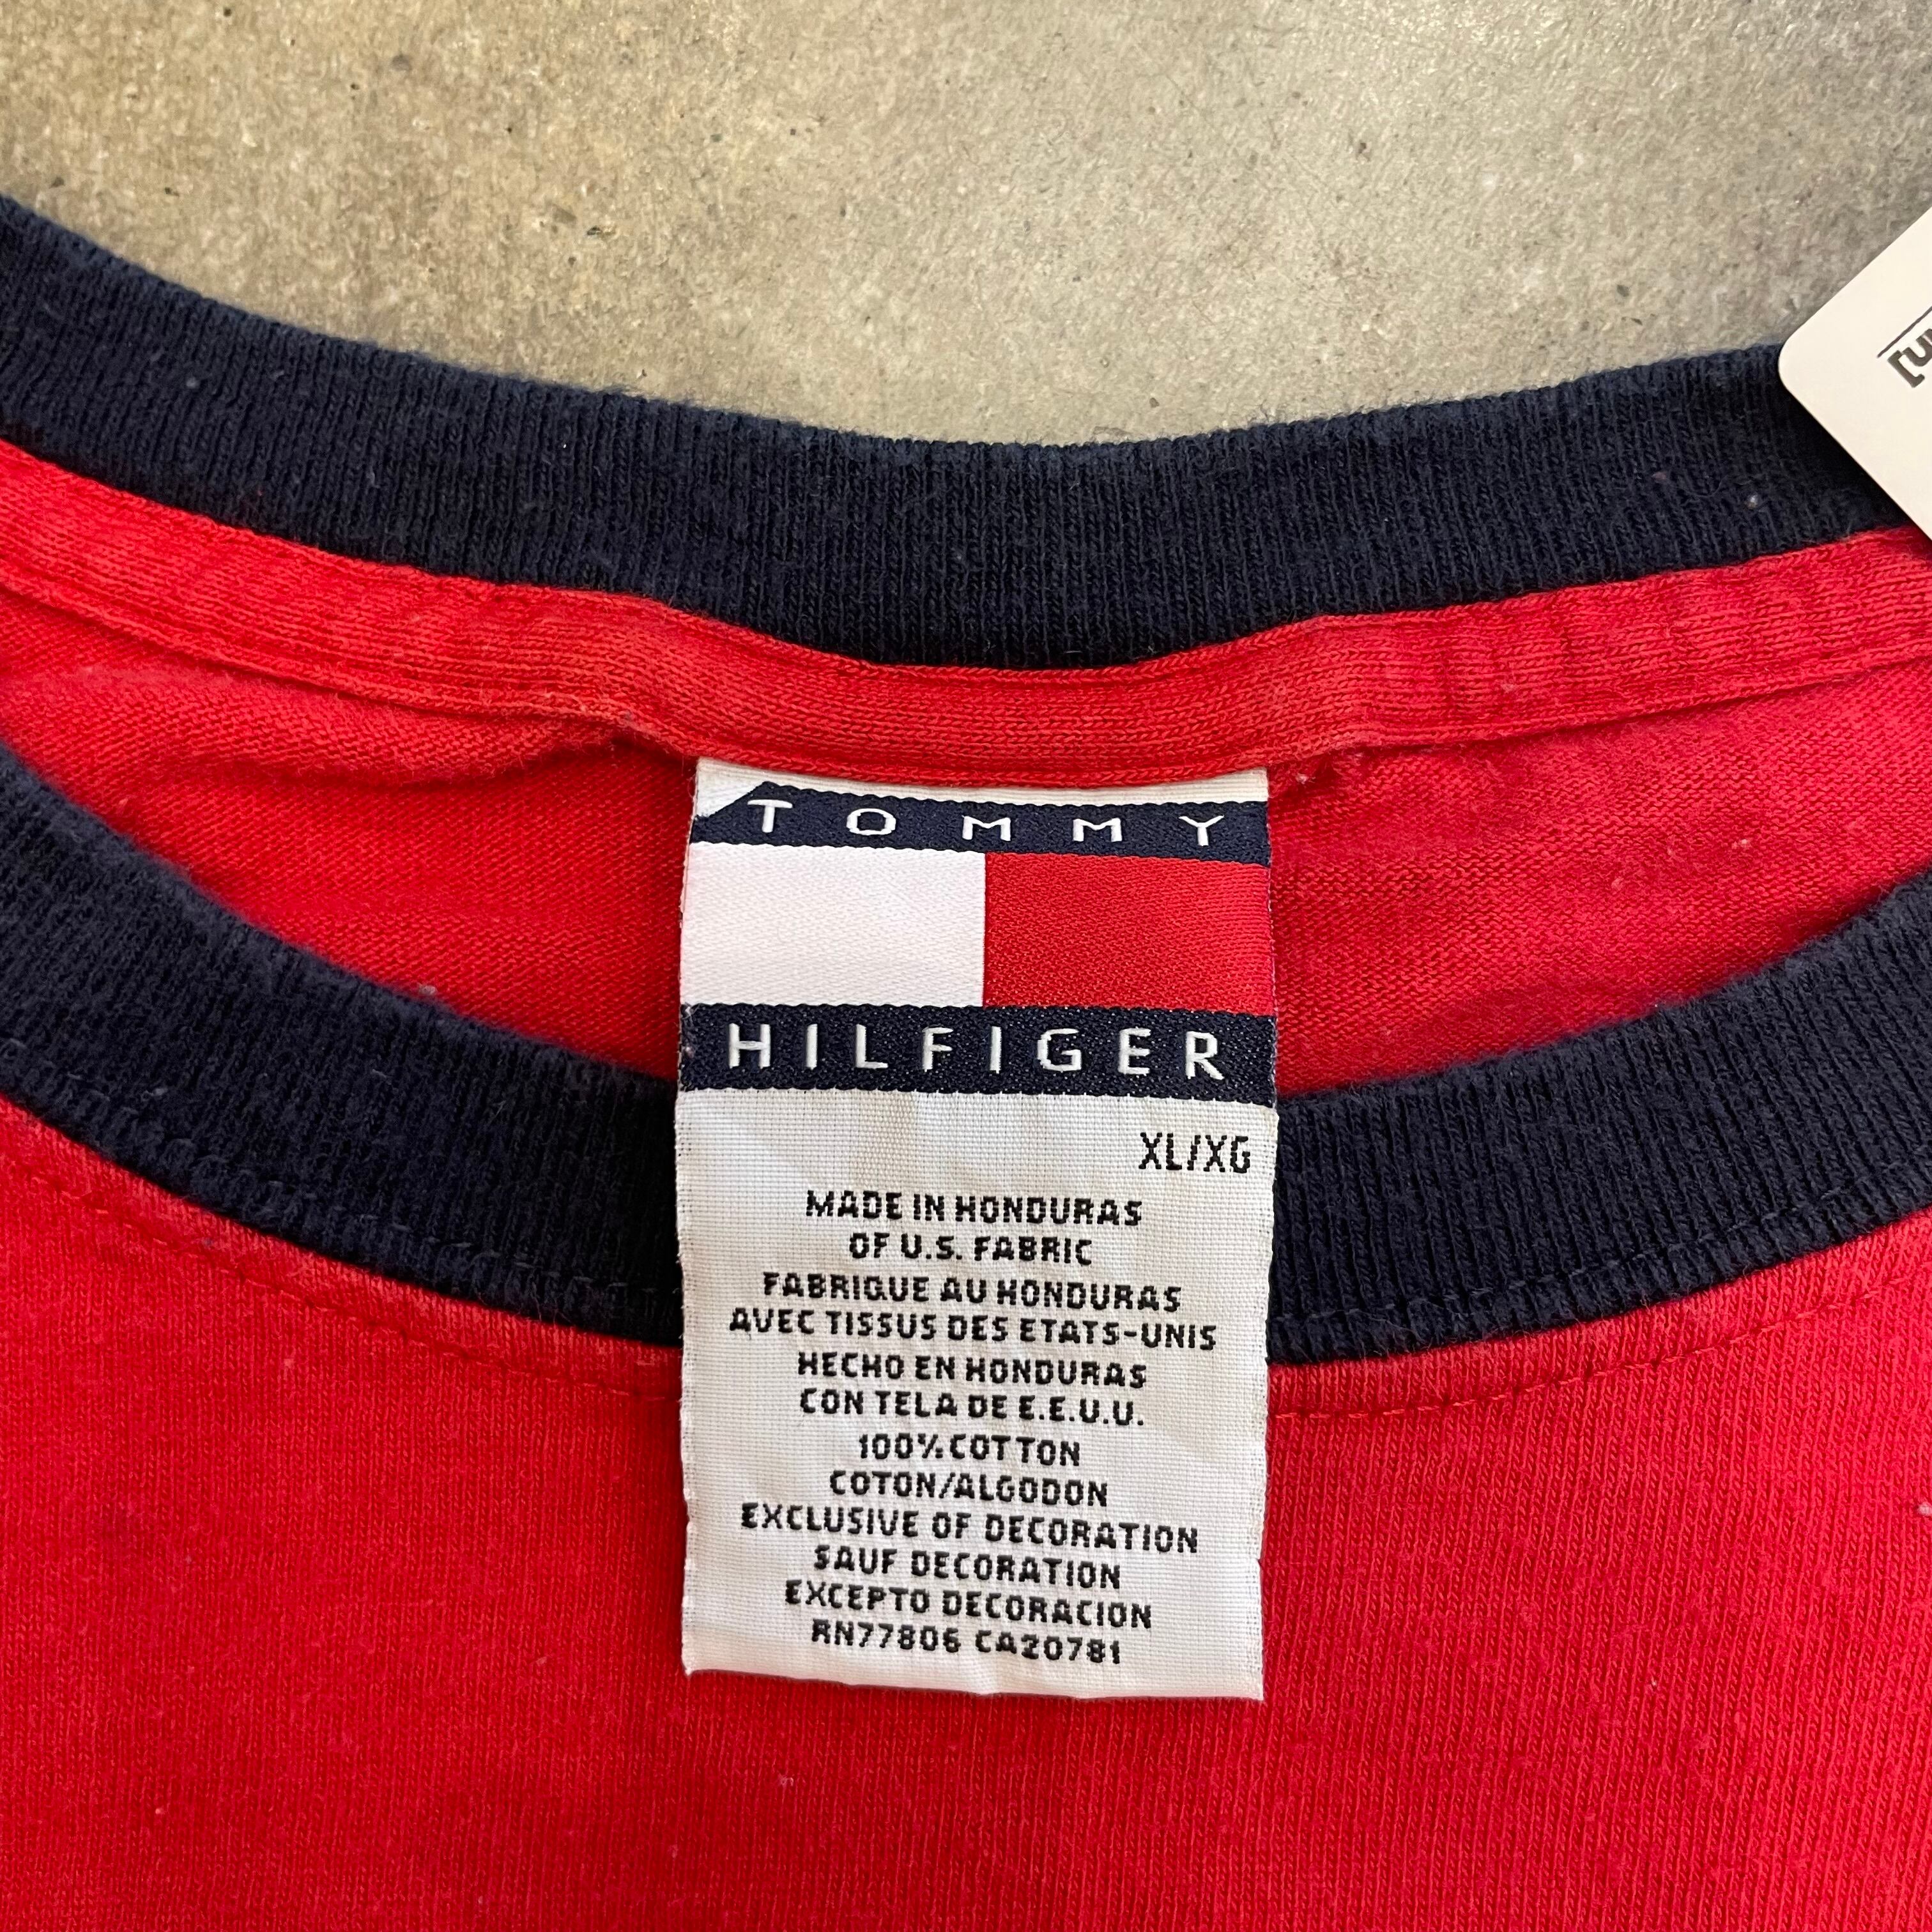 TOMMY
HILFIGER
XL/XG
MADE IN HONDURAS
OF U.S. FABRIC
FABRIQUE AU HONDURAS
AVEC TISSUS DES ETATS-UNIS
HECHO EN HONDURAS
CON TELA DE E.E.U.U.
100% COTTON
COTON/ALGODON
EXCLUSIVE OF DECORATION
SAUF DECORATION
EXCEPTO DECORACION
RN77806 CA20781